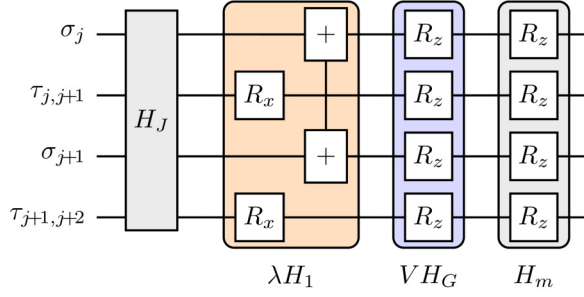 σ_j + R_z R_z
τ_{j,j+1} R_x R_z R_z
H_J
σ_{j+1} + R_z R_z
τ_{j+1,j+2} R_x R_z R_z
λH_1 VH_G H_m